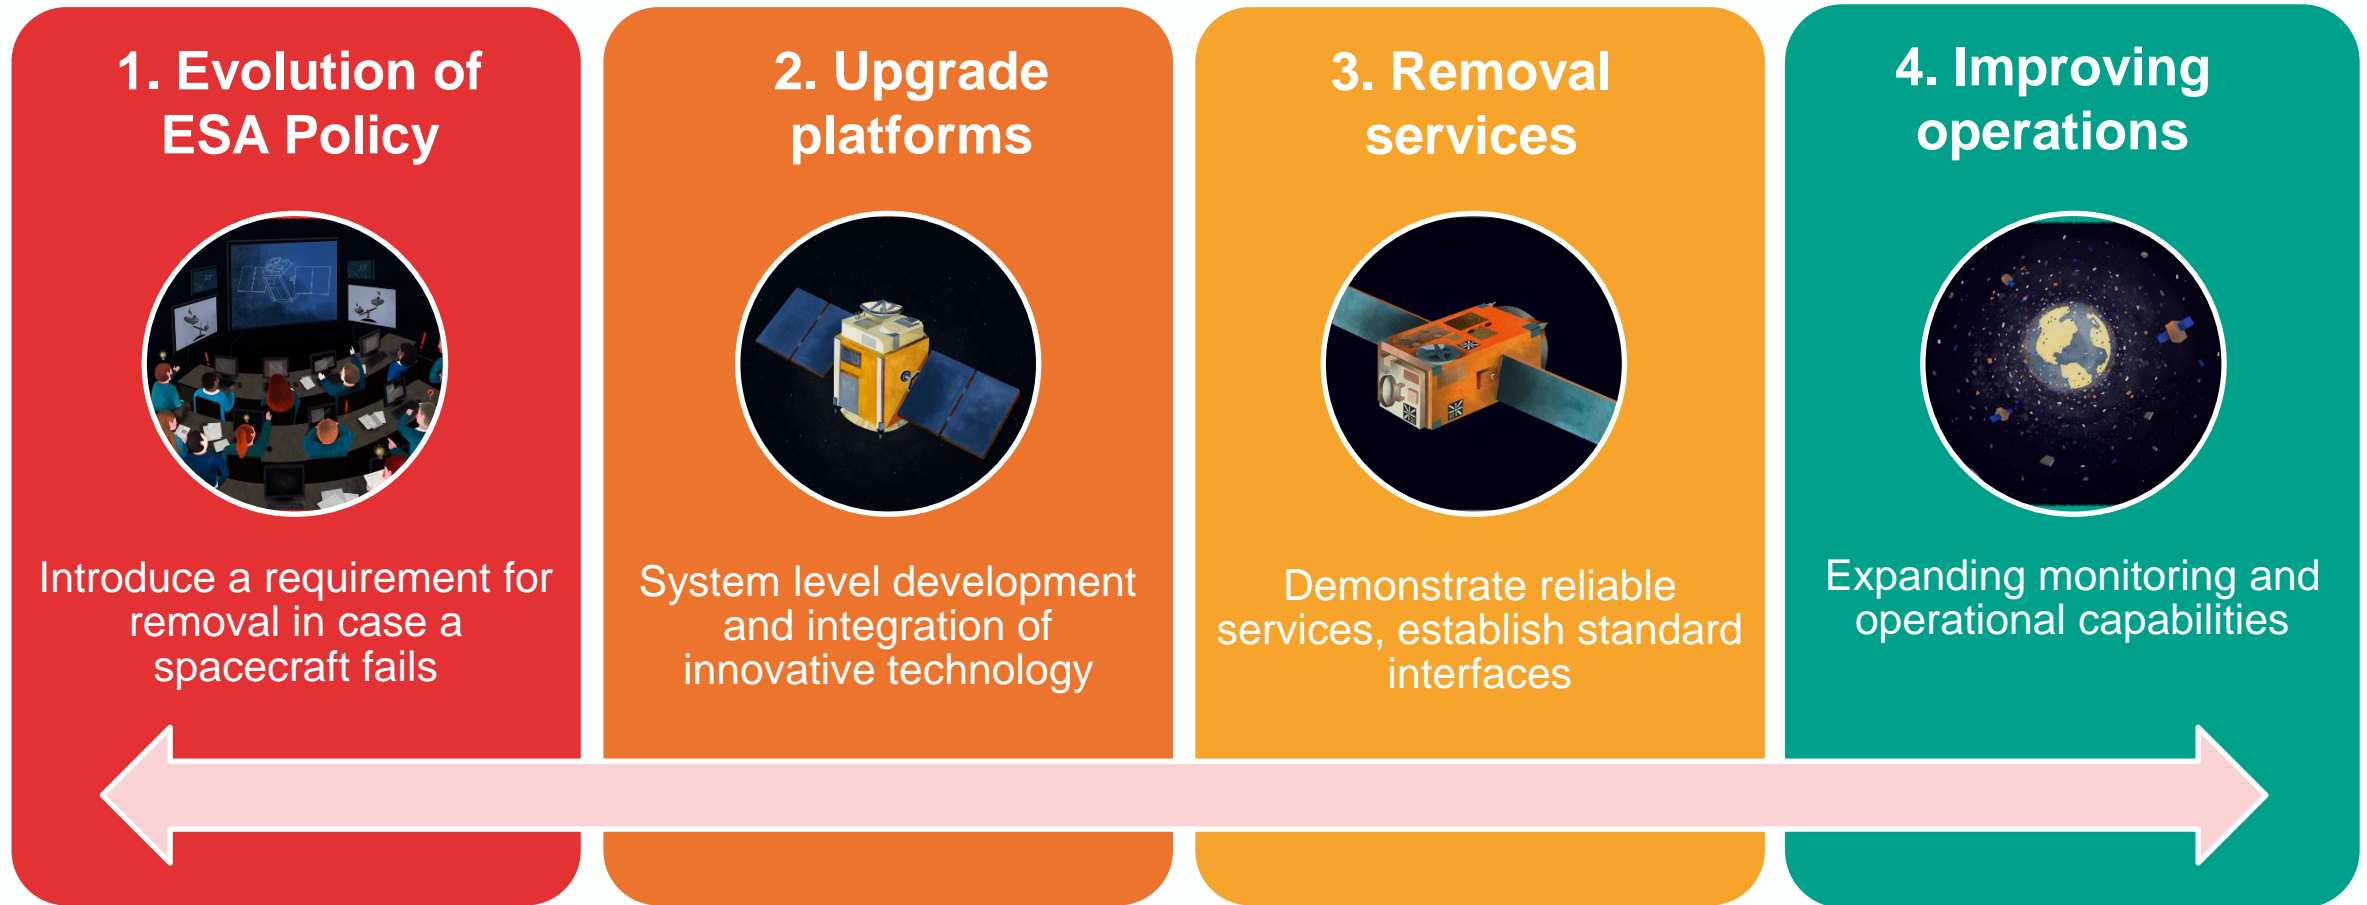 1. Evolution of
ESA Policy
Introduce a requirement for
removal in case a
spacecraft fails
2. Upgrade
platforms
System level development
and integration of
innovative technology
3. Removal
services
Demonstrate reliable
services, establish standard
interfaces
4. Improving
operations
Expanding monitoring and
operational capabilities